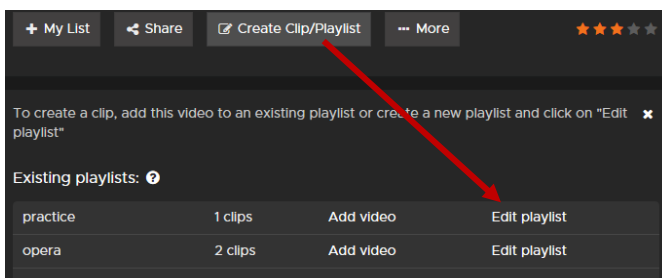 + My List Share Create Clip/Playlist ••• More
To create a clip, add this video to an existing playlist or create a new playlist and click on "Edit ×
playlist"
Existing playlists: ?
practice 1 clips Add video Edit playlist
opera 2 clips Add video Edit playlist